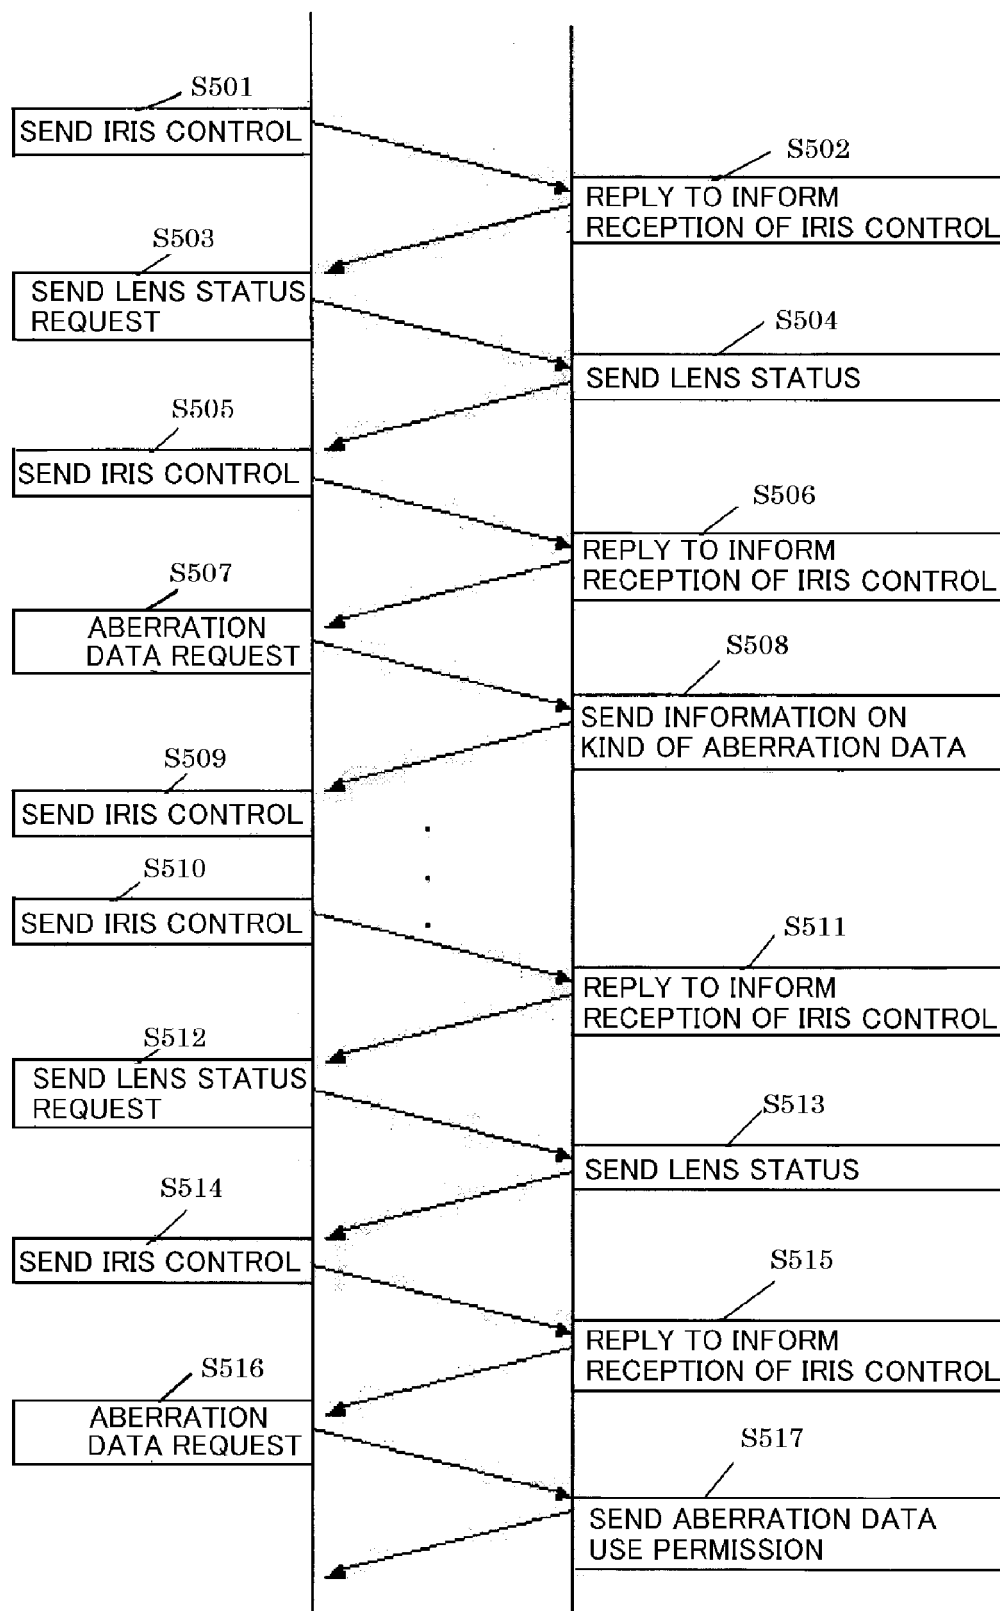 S501
SEND IRIS CONTROL
S502
REPLY TO INFORM
RECEPTION OF IRIS CONTROL
S503
SEND LENS STATUS
REQUEST
S504
SEND LENS STATUS
S505
SEND IRIS CONTROL
S506
REPLY TO INFORM
RECEPTION OF IRIS CONTROL
S507
ABERRATION
DATA REQUEST
S508
SEND INFORMATION ON
KIND OF ABERRATION DATA
S509
SEND IRIS CONTROL
S510
SEND IRIS CONTROL
S511
REPLY TO INFORM
RECEPTION OF IRIS CONTROL
S512
SEND LENS STATUS
REQUEST
S513
SEND LENS STATUS
S514
SEND IRIS CONTROL
S515
REPLY TO INFORM
RECEPTION OF IRIS CONTROL
S516
ABERRATION
DATA REQUEST
S517
SEND ABERRATION DATA
USE PERMISSION